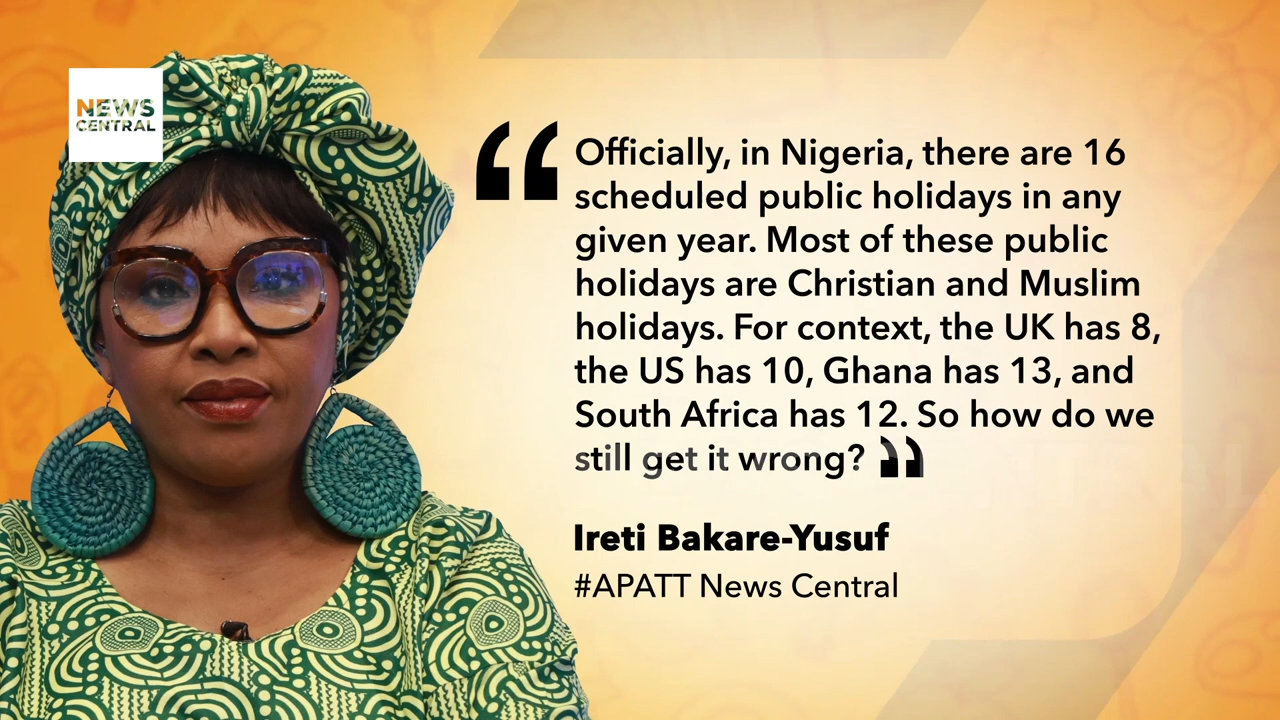 NEWS
CENTRAL
“ Officially, in Nigeria, there are 16
scheduled public holidays in any
given year. Most of these public
holidays are Christian and Muslim
holidays. For context, the UK has 8,
the US has 10, Ghana has 13, and
South Africa has 12. So how do we
still get it wrong? ”
Ireti Bakare-Yusuf
#APATT News Central